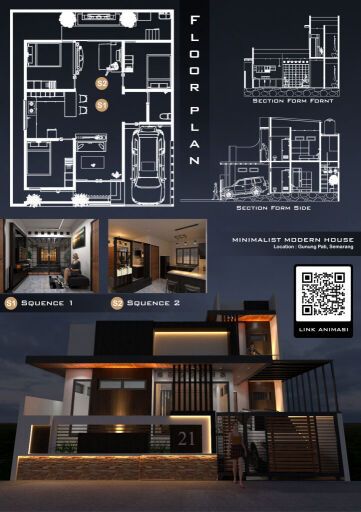 FLOOR PLAN
S2
S1
SECTION FORM FORNT
SECTION FORM SIDE
S1 SQUENCE 1
S2 SQUENCE 2
MINIMALIST MODERN HOUSE
Location : Gunung Pati, Semarang
LINK ANIMASI
21